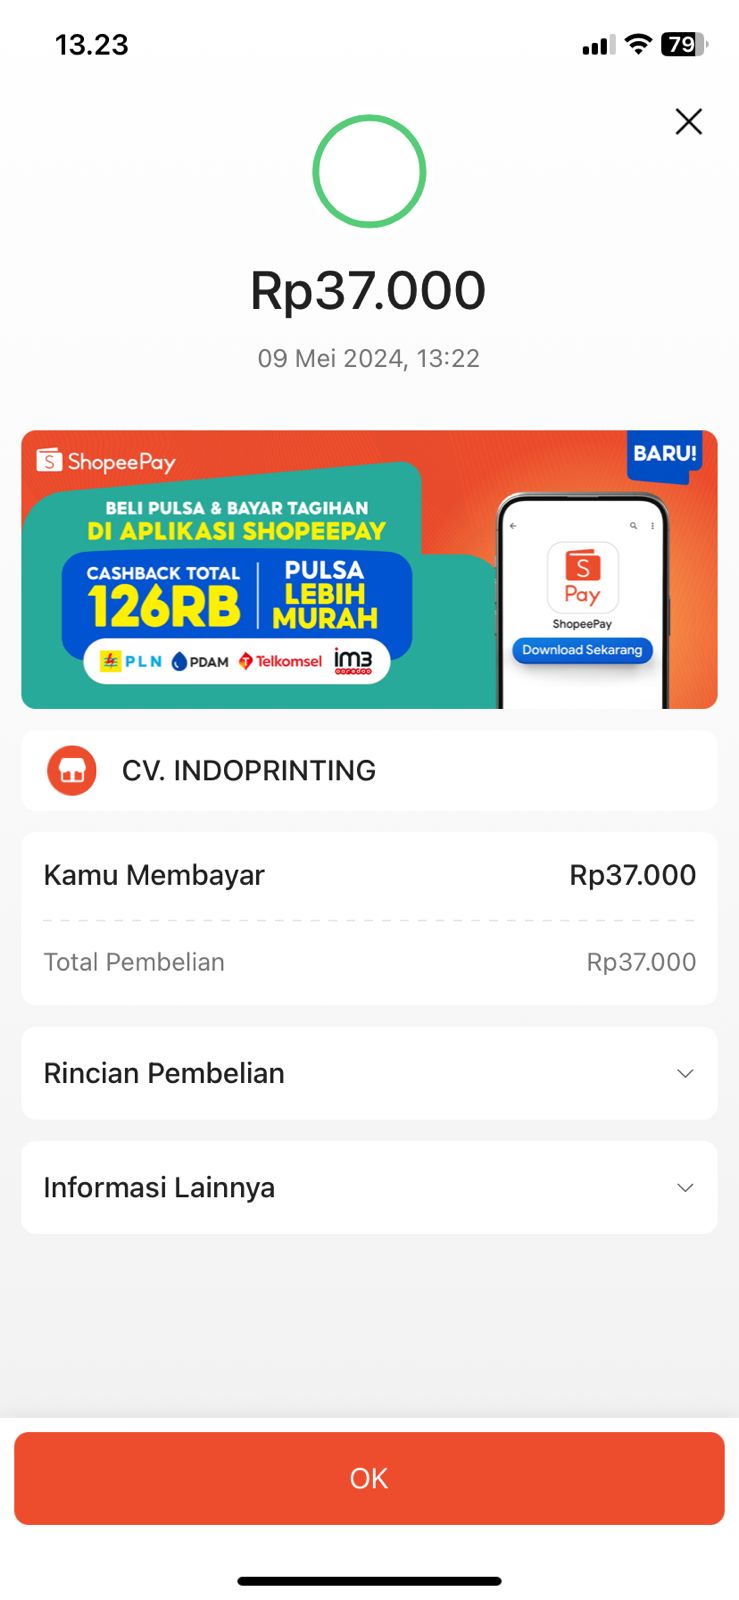 13.23
79
Rp37.000
09 Mei 2024, 13:22
S ShopeePay
BARU!
BELI PULSA & BAYAR TAGIHAN
DI APLIKASI SHOPEEPAY
CASHBACK TOTAL
126RB
PULSA
LEBIH
MURAH
PLN PDAM Telkomsel im3
ooredoo
S
Pay
ShopeePay
Download Sekarang
CV. INDOPRINTING
Kamu Membayar Rp37.000
Total Pembelian Rp37.000
Rincian Pembelian
Informasi Lainnya
OK